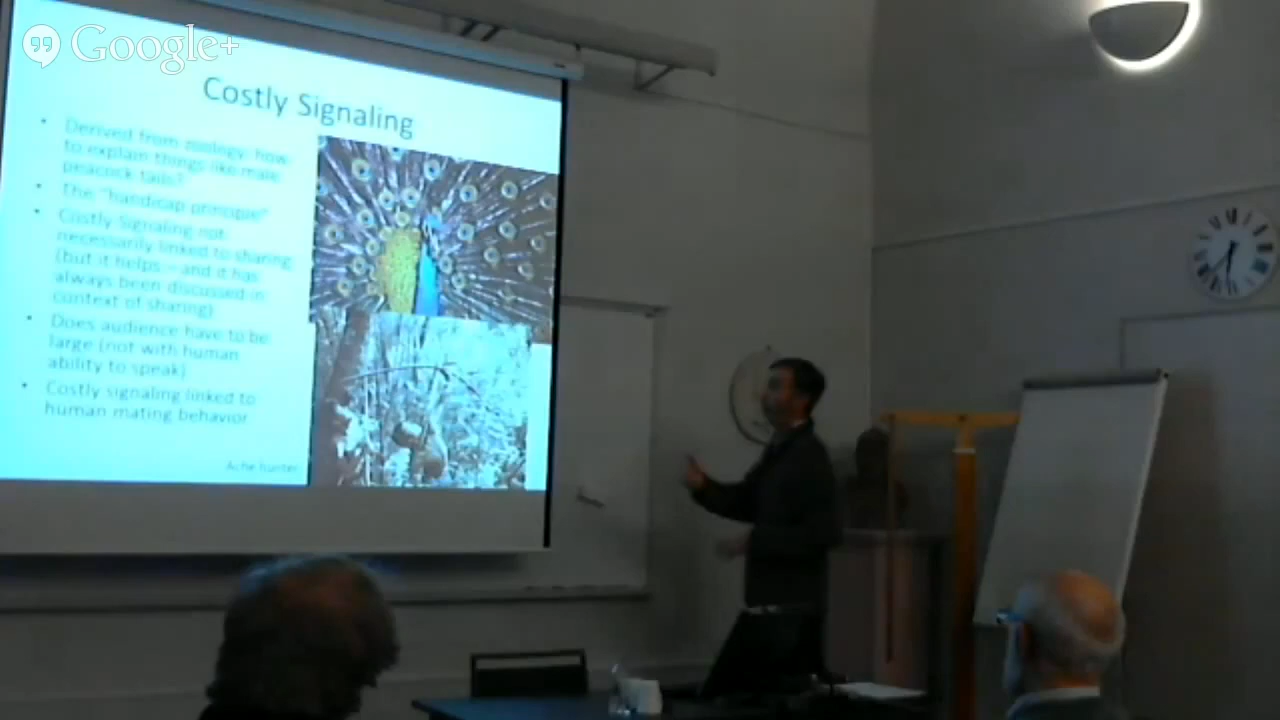 Google+
Costly Signaling
• Derived from zoology: how
to explain things like male
peacock tails?
• The "handicap principle"
• Costly Signaling not
necessarily linked to sharing
(but it helps – and it has
always been discussed in
context of sharing)
• Does audience have to be
large (not with human
ability to speak)
• Costly signaling linked to
human mating behavior
Ache hunter